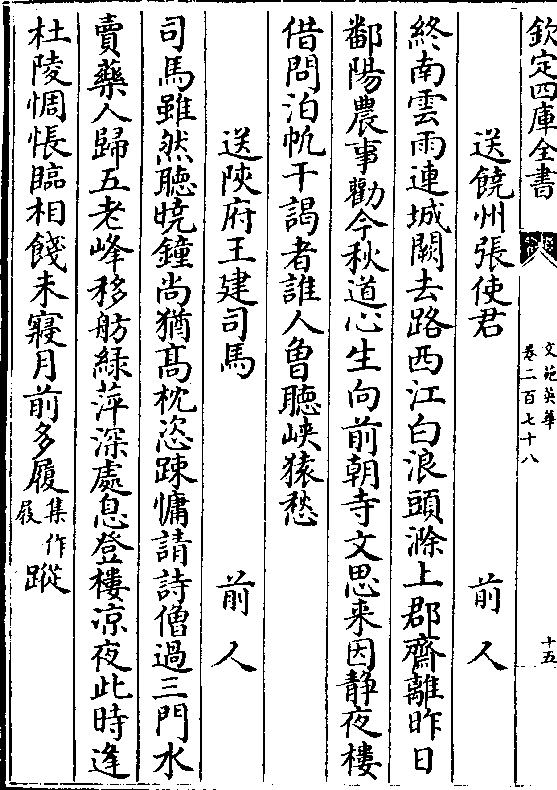 欽定四庫全書
文苑英華
卷二百七十八
十五
送饒州張使君　前人
終南雲雨連城闕去路西江白浪頭滁上郡齋離昨日
鄱陽農事勸今秋道心生向前朝寺文思来因靜夜樓
借問泊帆干謁者誰人曾聽峽猿愁
送陜府王建司馬　前人
司馬雖然聽曉鐘尚猶髙枕恣踈慵請詩僧過三門水
賣藥人歸五老峰移舫綠萍深處息登樓凉夜此時逢
杜陵惆悵臨相餞未寢月前多履集作屐蹤